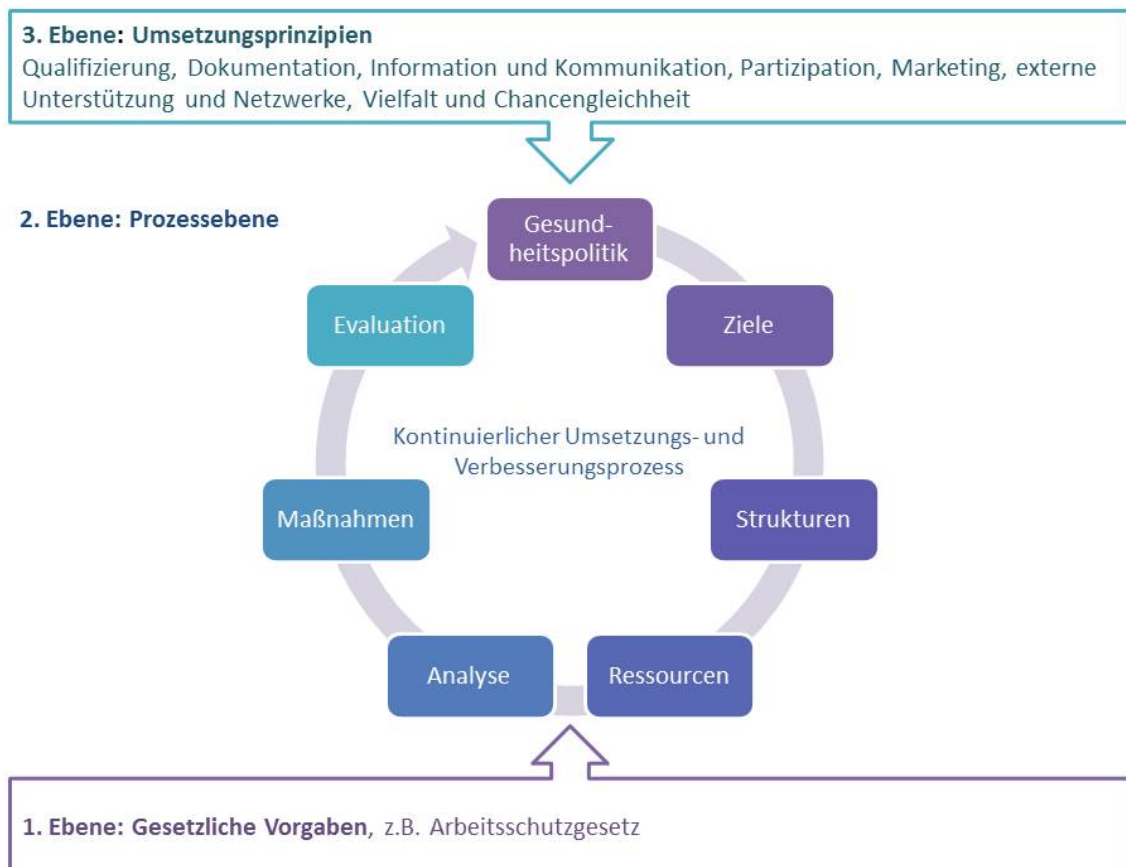 3. Ebene: Umsetzungsprinzipien
Qualifizierung, Dokumentation, Information und Kommunikation, Partizipation, Marketing, externe
Unterstützung und Netzwerke, Vielfalt und Chancengleichheit
2. Ebene: Prozessebene
Gesund-
heitspolitik
Ziele
Strukturen
Ressourcen
Analyse
Maßnahmen
Evaluation
Kontinuierlicher Umsetzungs- und
Verbesserungsprozess
1. Ebene: Gesetzliche Vorgaben, z.B. Arbeitsschutzgesetz